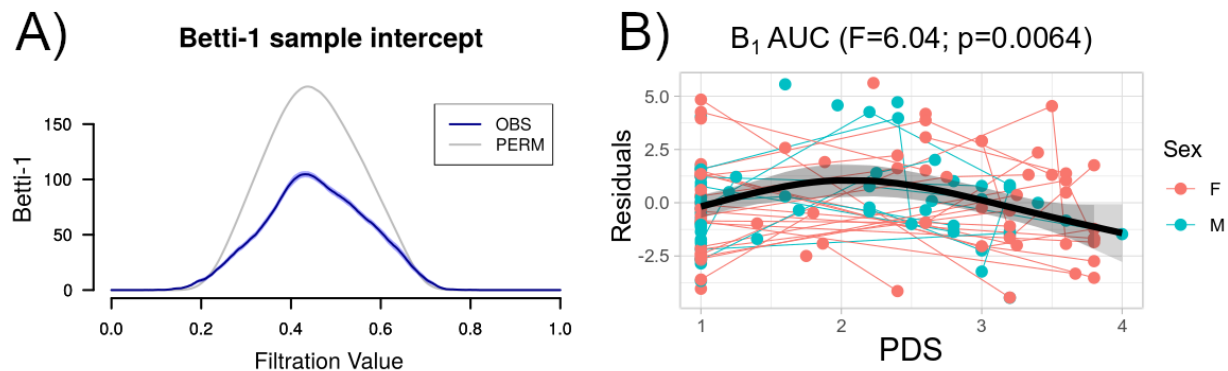 A)
Betti-1 sample intercept
Betti-1
150
100
50
0
OBS
PERM
0.0 0.2 0.4 0.6 0.8 1.0
Filtration Value
B)
B₁ AUC (F=6.04; p=0.0064)
Residuals
5.0
2.5
0.0
-2.5
1 2 3 4
PDS
Sex
F
M